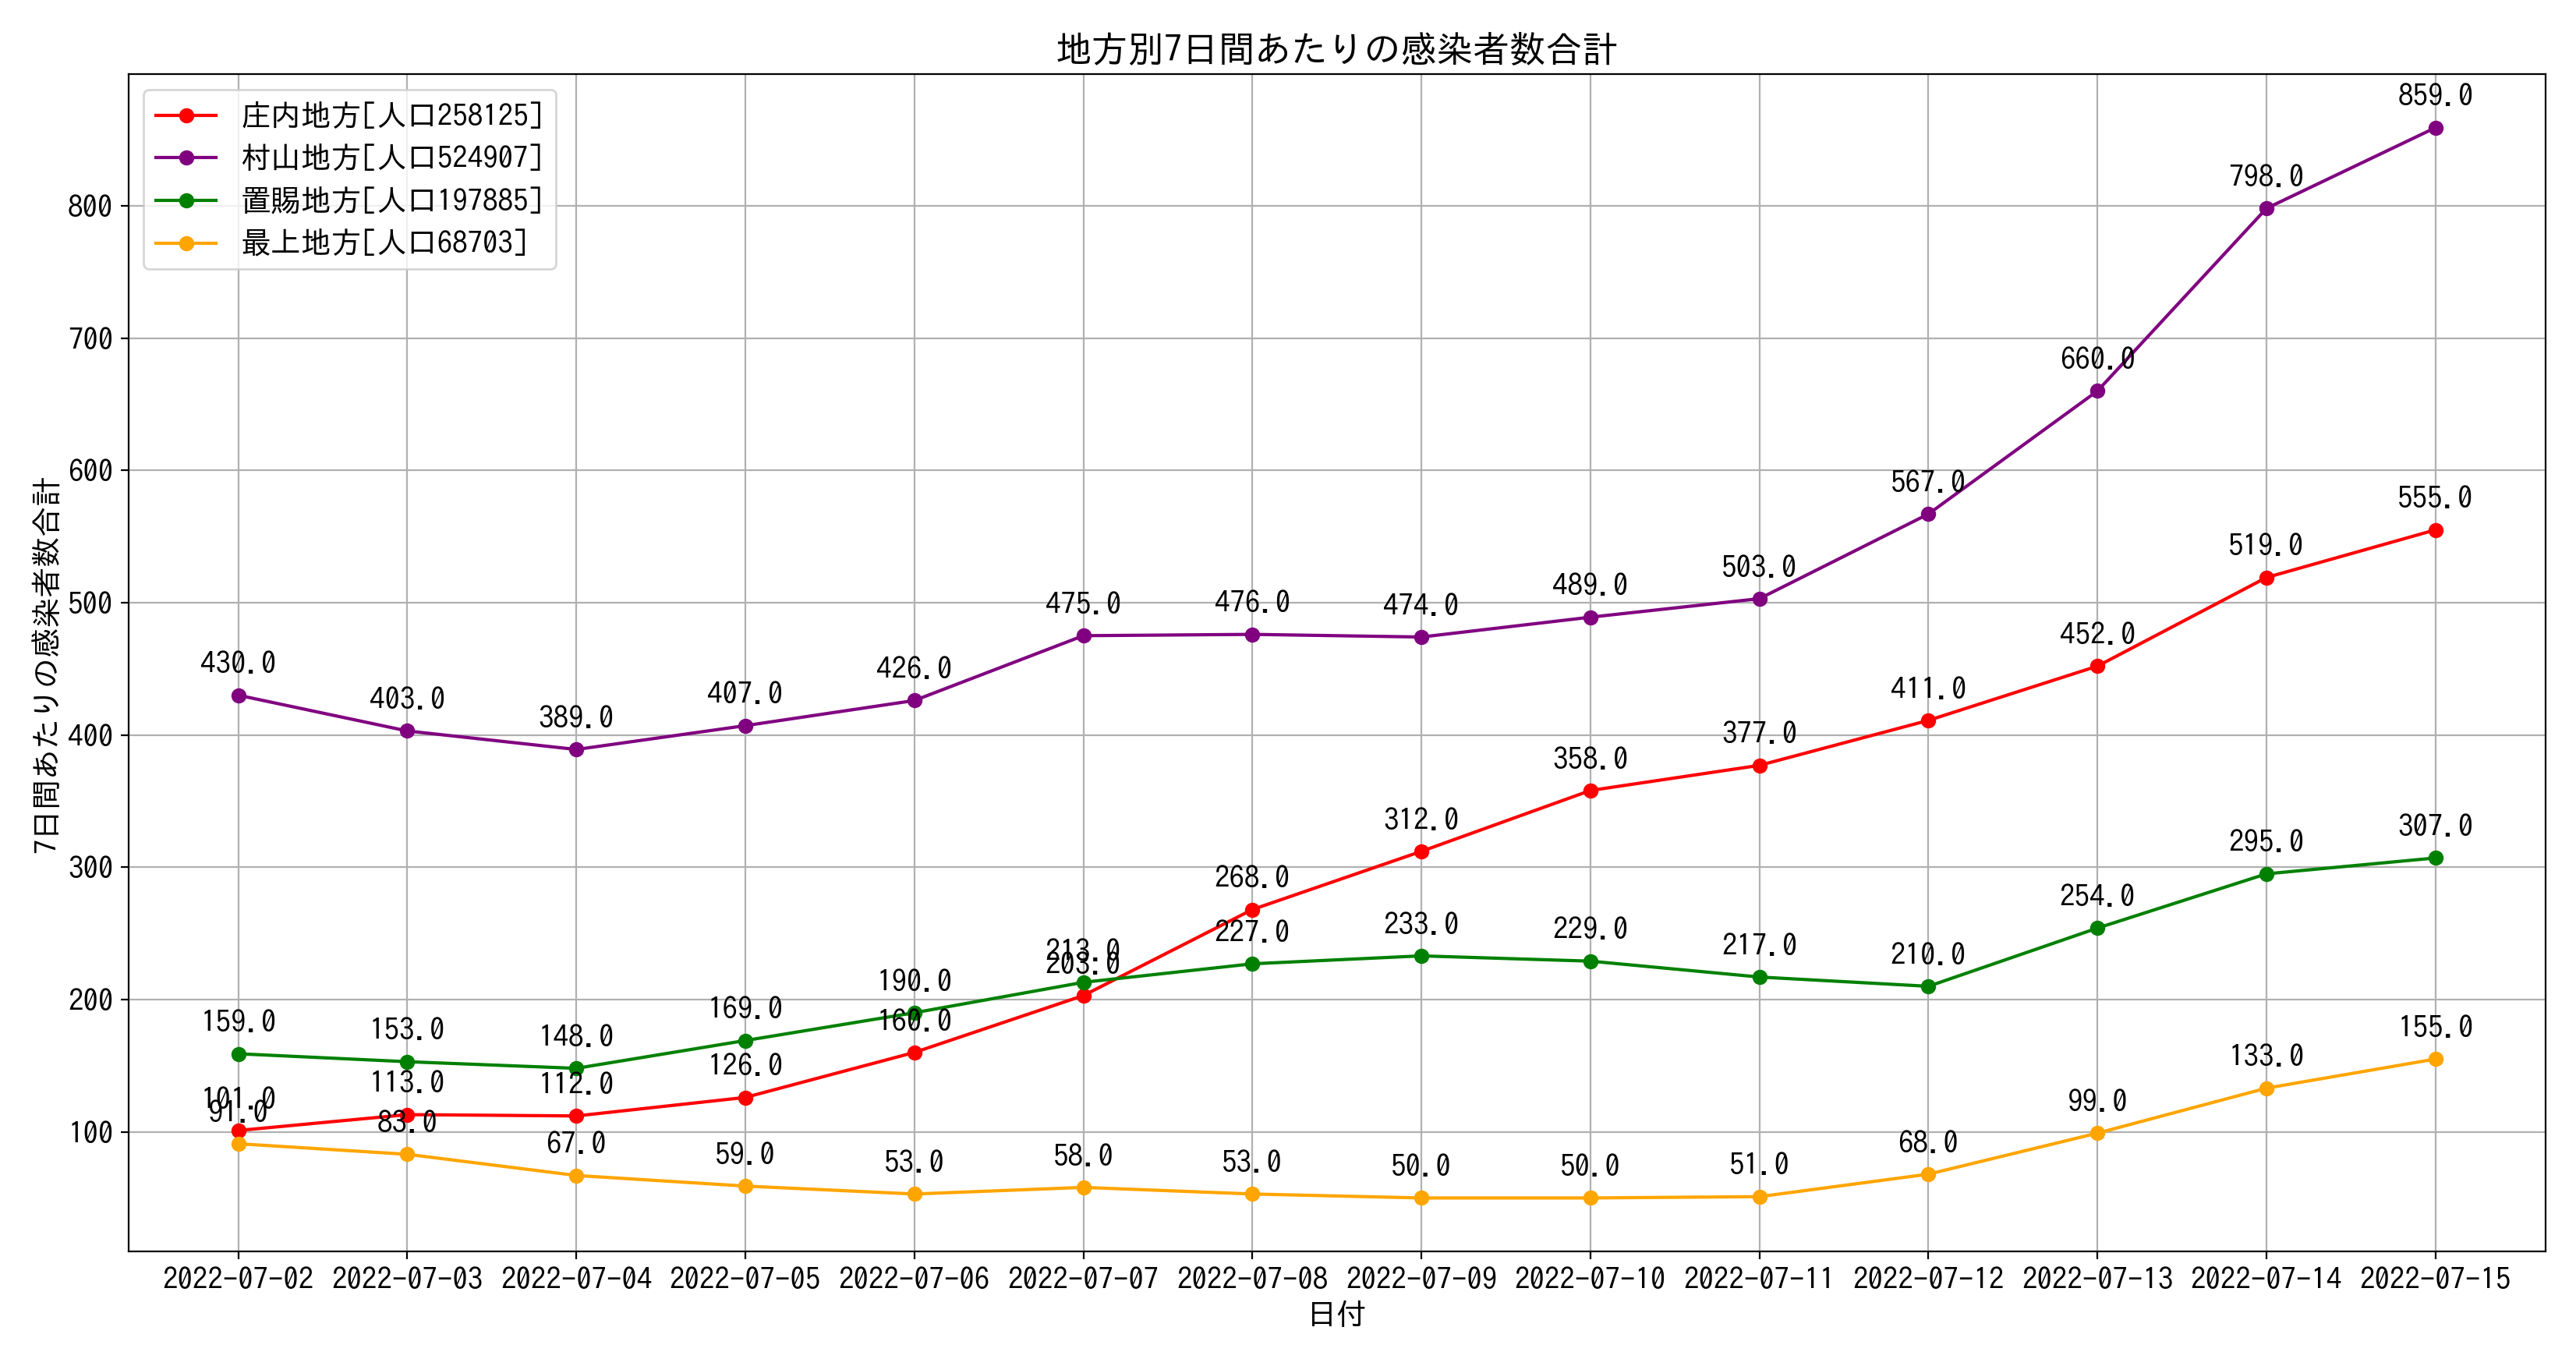 地方別7日間あたりの感染者数合計
庄内地方[人口258125]
村山地方[人口524907]
置賜地方[人口197885]
最上地方[人口68703]
7日間あたりの感染者数合計
800
700
600
500
400
300
200
100
430.0 403.0 389.0 407.0 426.0 475.0 476.0 474.0 489.0 503.0 567.0 660.0 798.0 859.0
101.0 113.0 112.0 126.0 160.0 203.0 268.0 312.0 358.0 377.0 411.0 452.0 519.0 555.0
159.0 153.0 148.0 169.0 190.0 213.0 227.0 233.0 229.0 217.0 210.0 254.0 295.0 307.0
91.0 83.0 67.0 59.0 53.0 58.0 53.0 50.0 50.0 51.0 68.0 99.0 133.0 155.0
2022-07-02 2022-07-03 2022-07-04 2022-07-05 2022-07-06 2022-07-07 2022-07-08 2022-07-09 2022-07-10 2022-07-11 2022-07-12 2022-07-13 2022-07-14 2022-07-15
日付